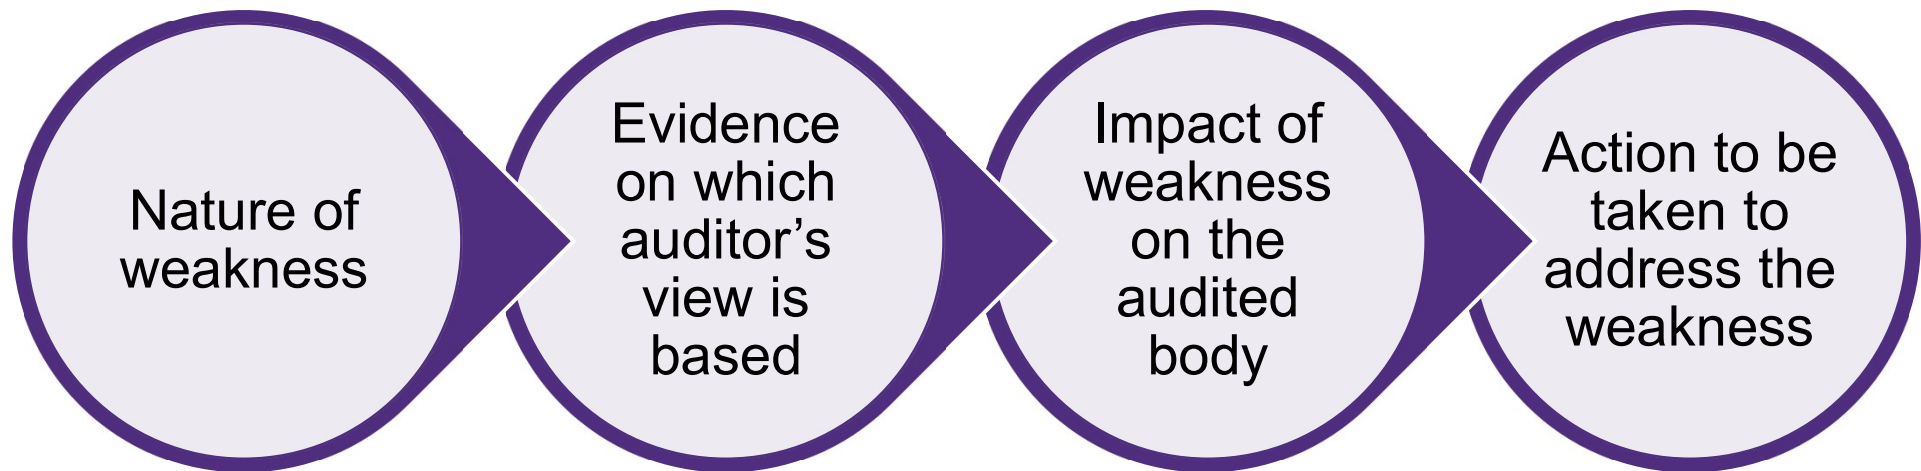 Nature of
weakness
Evidence
on which
auditor’s
view is
based
Impact of
weakness
on the
audited
body
Action to be
taken to
address the
weakness